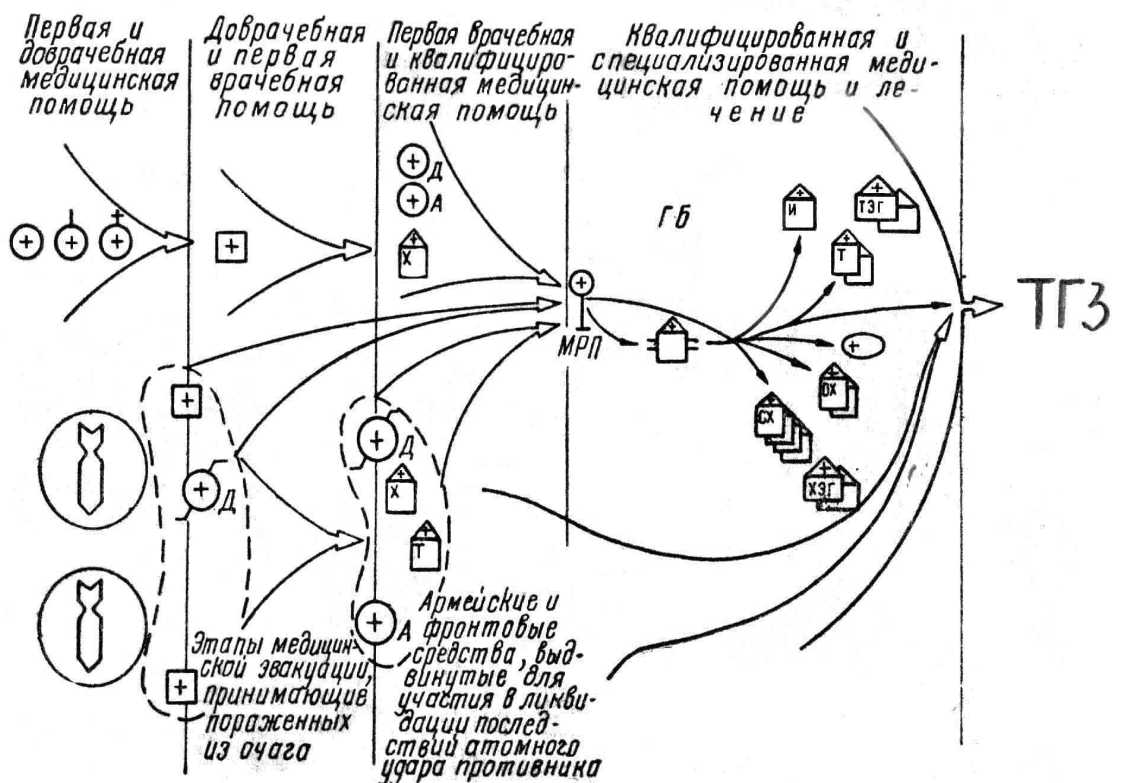 Первая и
доврачебная
медицинская
помощь
Доврачебная
и первая
врачебная
помощь
Первая врачебная
и квалифициро-
ванная медицин-
ская помощь
Квалифицированная и
специализированная меди-
цинская помощь и ле-
чение
Д
А
Х
ГБ
И
ТЭГ
Т
ТГЗ
МРП
ОХ
СХ
ХЭГ
Д
Д
Х
Т
А
Этапы медицин-
ской эвакуации,
принимающие
пораженных
из очага
Армейские и
фронтовые
средства, выд-
винутые для
участия в ликви-
дации послед-
ствий атомного
удара противника